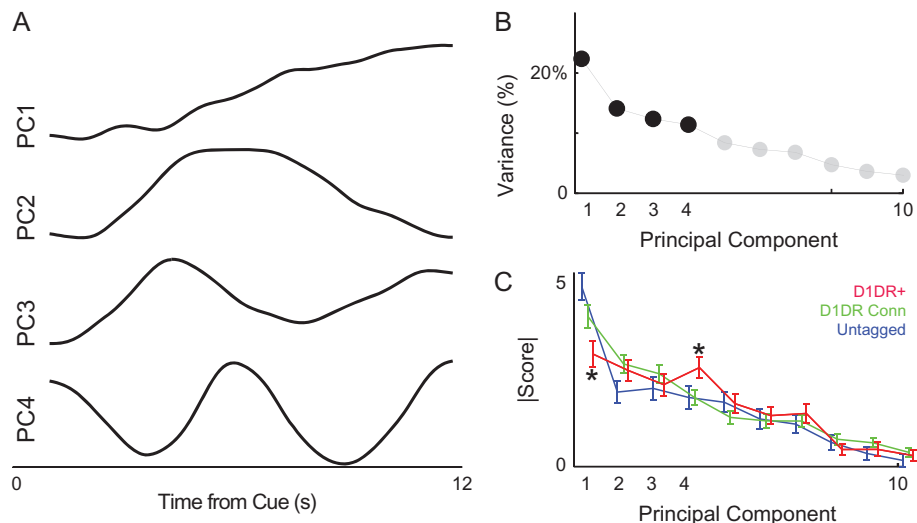 A
PC1
PC2
PC3
PC4
0
12
Time from Cue (s)
B
Variance (%)
20%
0
1 2 3 4 10
Principal Component
C
|Score|
5
0
D1DR+
D1DR Conn
Untagged
*
*
1 2 3 4 10
Principal Component